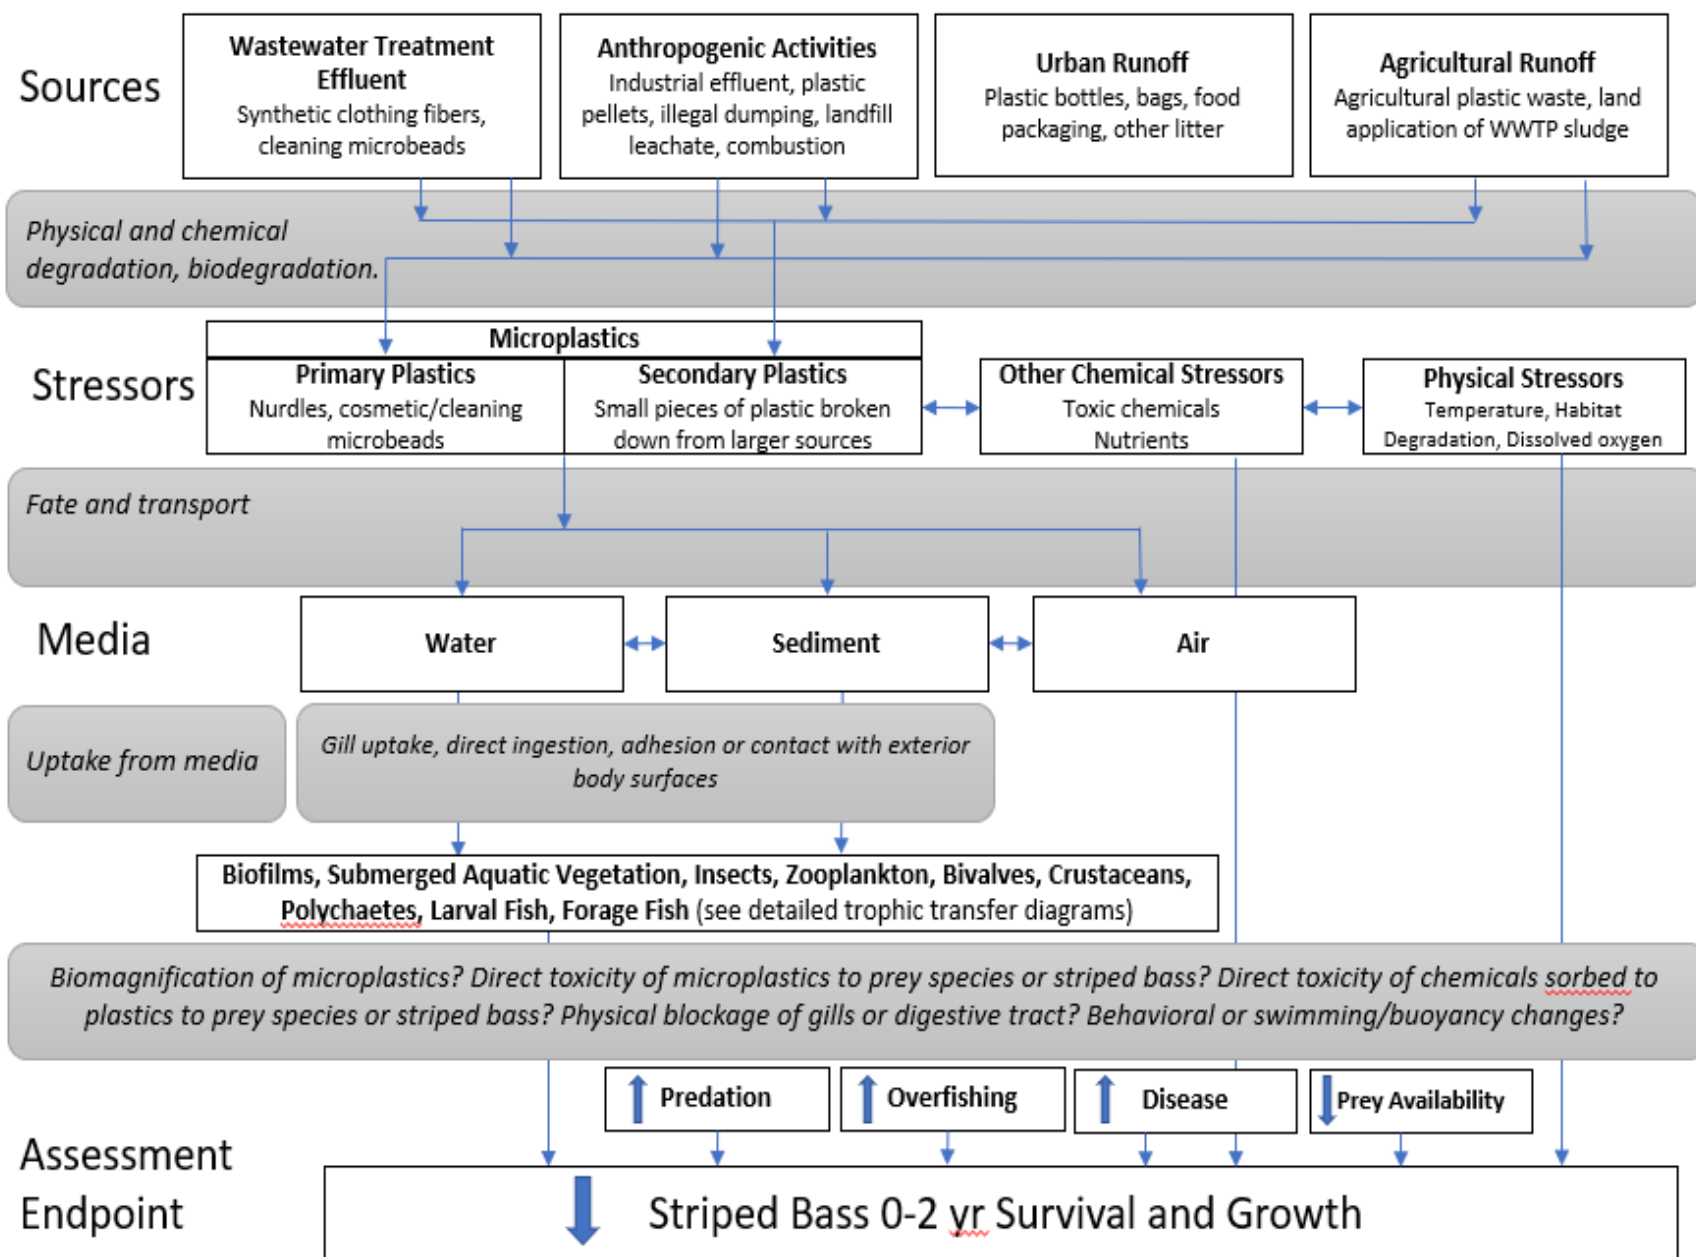 Sources
Wastewater Treatment
Effluent
Synthetic clothing fibers,
cleaning microbeads
Anthropogenic Activities
Industrial effluent, plastic
pellets, illegal dumping, landfill
leachate, combustion
Urban Runoff
Plastic bottles, bags, food
packaging, other litter
Agricultural Runoff
Agricultural plastic waste, land
application of WWTP sludge
Physical and chemical
degradation, biodegradation.
Stressors
Microplastics
Primary Plastics
Nurdles, cosmetic/cleaning
microbeads
Secondary Plastics
Small pieces of plastic broken
down from larger sources
Other Chemical Stressors
Toxic chemicals
Nutrients
Physical Stressors
Temperature, Habitat
Degradation, Dissolved oxygen
Fate and transport
Media
Water
Sediment
Air
Uptake from media
Gill uptake, direct ingestion, adhesion or contact with exterior
body surfaces
Biofilms, Submerged Aquatic Vegetation, Insects, Zooplankton, Bivalves, Crustaceans,
Polychaetes, Larval Fish, Forage Fish (see detailed trophic transfer diagrams)
Biomagnification of microplastics? Direct toxicity of microplastics to prey species or striped bass? Direct toxicity of chemicals sorbed to
plastics to prey species or striped bass? Physical blockage of gills or digestive tract? Behavioral or swimming/buoyancy changes?
Predation
Overfishing
Disease
Prey Availability
Assessment
Endpoint
Striped Bass 0-2 yr Survival and Growth